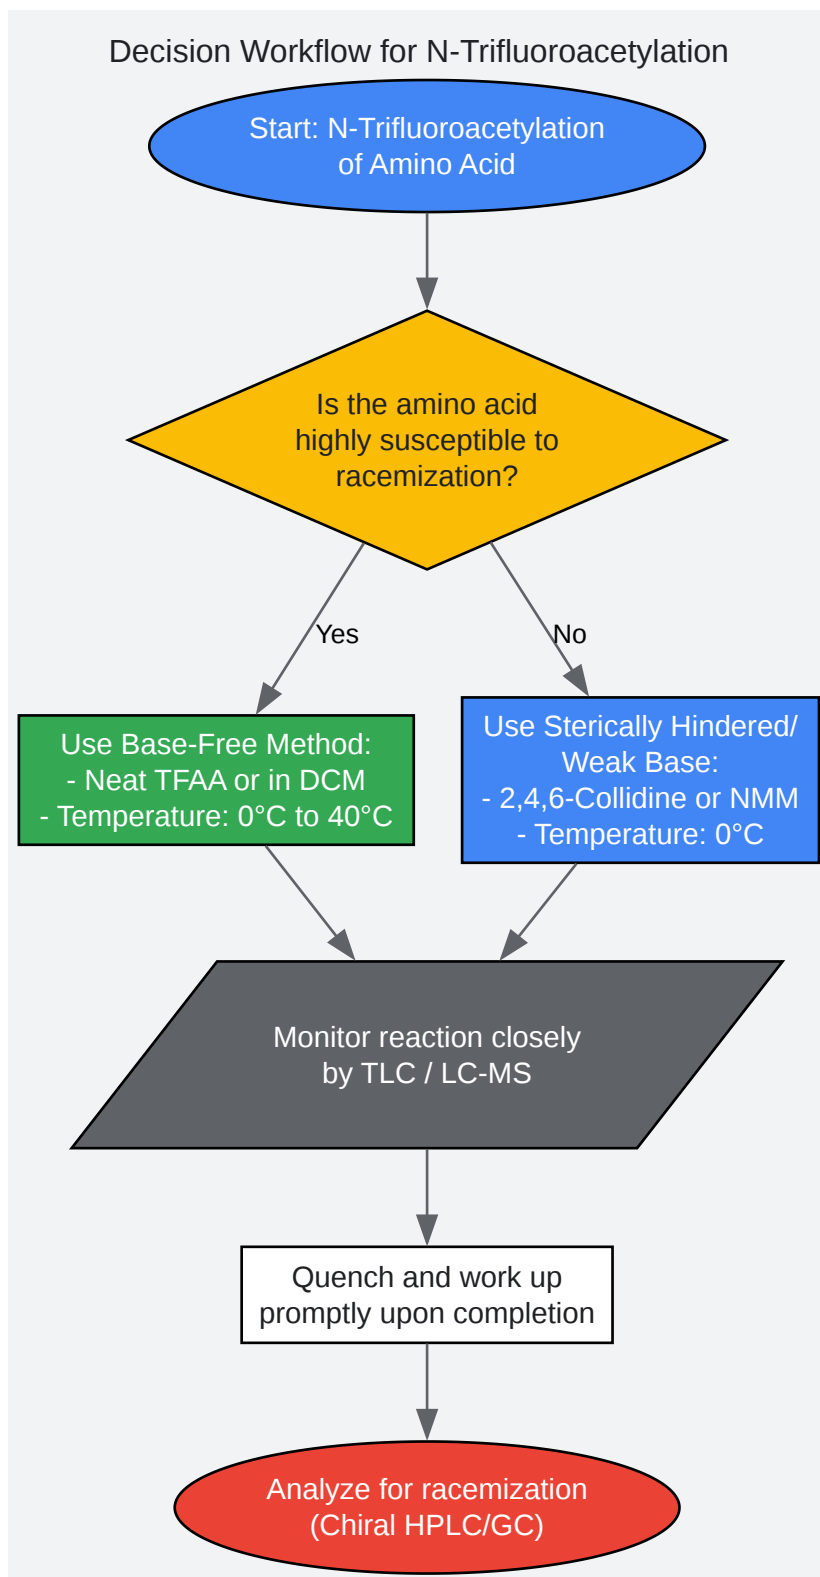 Decision Workflow for N-Trifluoroacetylation
Start: N-Trifluoroacetylation
of Amino Acid
Is the amino acid
highly susceptible to
racemization?
Yes
No
Use Base-Free Method:
- Neat TFAA or in DCM
- Temperature: 0°C to 40°C
Use Sterically Hindered/
Weak Base:
- 2,4,6-Collidine or NMM
- Temperature: 0°C
Monitor reaction closely
by TLC / LC-MS
Quench and work up
promptly upon completion
Analyze for racemization
(Chiral HPLC/GC)